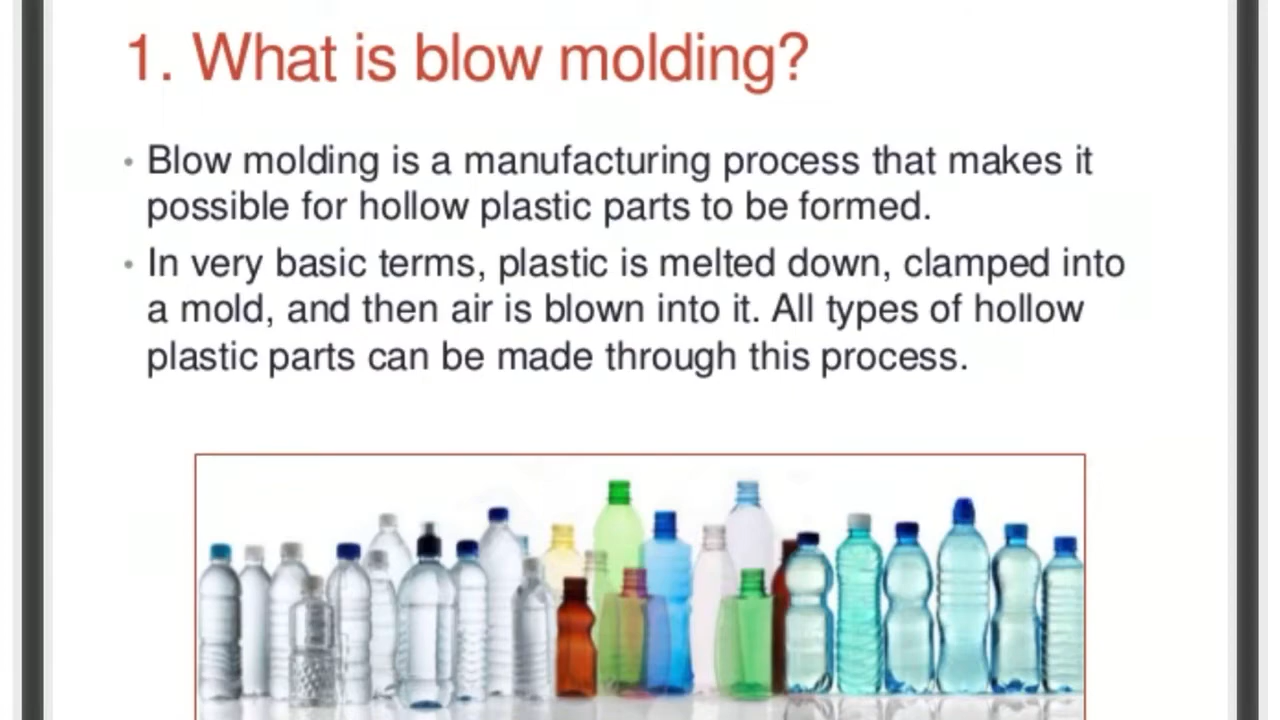 1. What is blow molding?
• Blow molding is a manufacturing process that makes it
possible for hollow plastic parts to be formed.
• In very basic terms, plastic is melted down, clamped into
a mold, and then air is blown into it. All types of hollow
plastic parts can be made through this process.